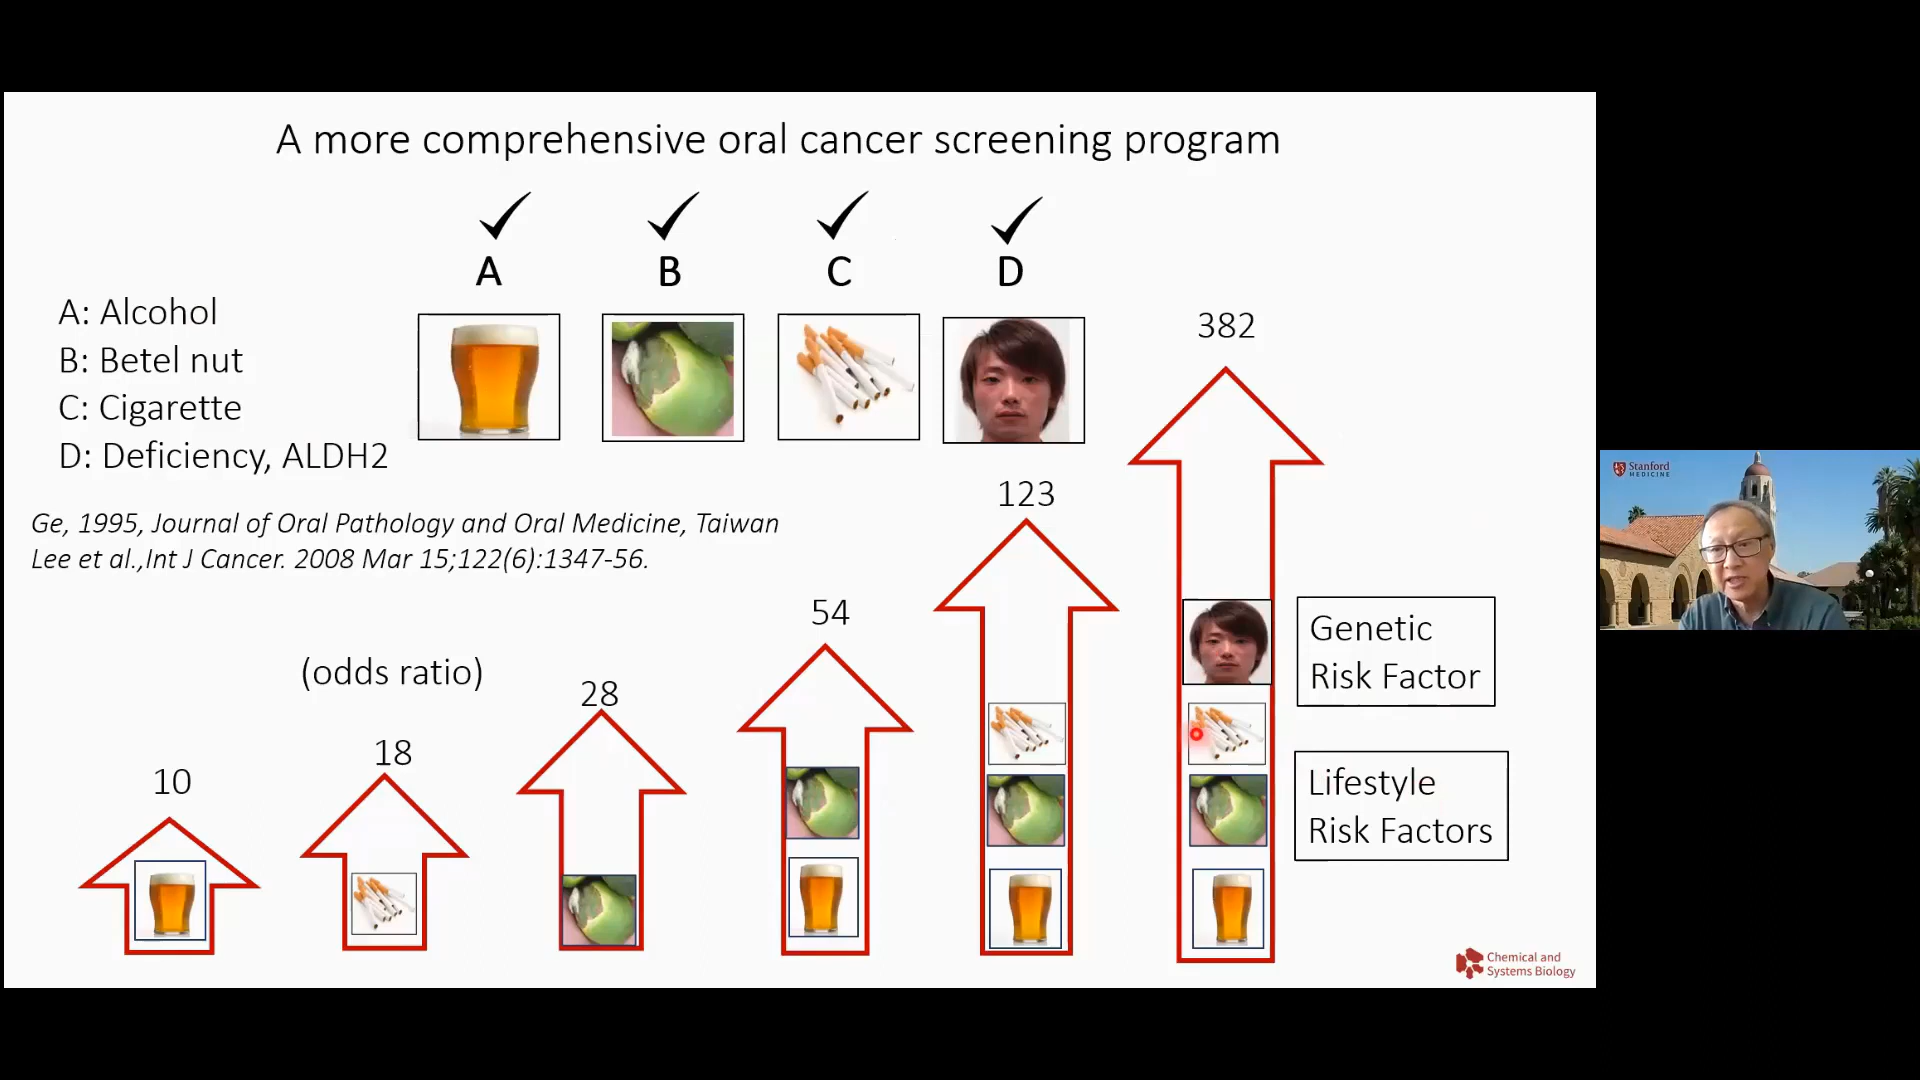 A more comprehensive oral cancer screening program
A
B
C
D
A: Alcohol
B: Betel nut
C: Cigarette
D: Deficiency, ALDH2
Ge, 1995, Journal of Oral Pathology and Oral Medicine, Taiwan
Lee et al.,Int J Cancer. 2008 Mar 15;122(6):1347-56.
(odds ratio)
10
18
28
54
123
382
Genetic
Risk Factor
Lifestyle
Risk Factors
Chemical and
Systems Biology
Stanford
MEDICINE